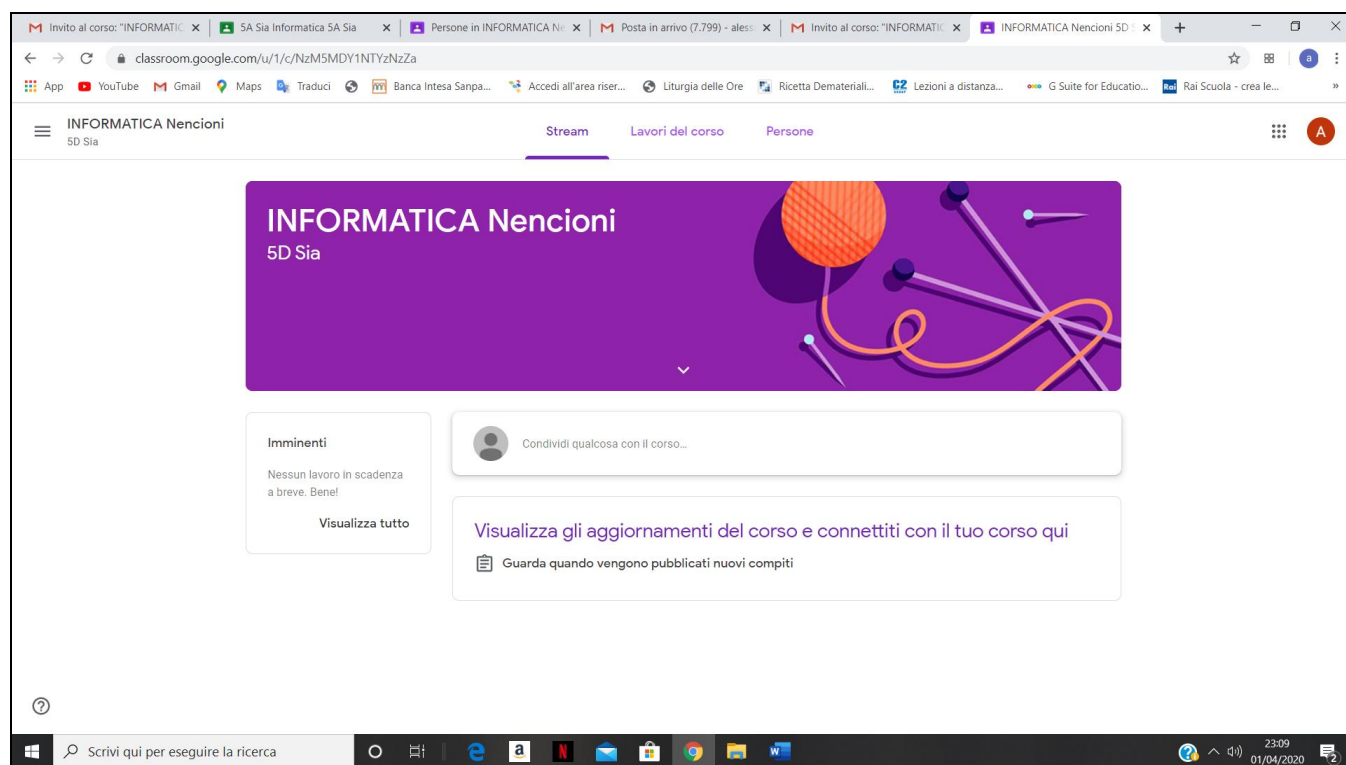 Invito al corso: "INFORMATIC
5A Sia Informatica 5A Sia
Persone in INFORMATICA Ne
Posta in arrivo (7.799) - aless
Invito al corso: "INFORMATIC
INFORMATICA Nencioni 5D S
classroom.google.com/u/1/c/NzM5MDY1NTYzNzZa
a
App
YouTube
Gmail
Maps
Traduci
Banca Intesa Sanpa...
Accedi all'area riser...
Liturgia delle Ore
Ricetta Demateriali...
Lezioni a distanza...
G Suite for Educatio...
Rai Scuola - crea le...
»
INFORMATICA Nencioni
5D Sia
Stream
Lavori del corso
Persone
A
INFORMATICA Nencioni
5D Sia
Imminenti
Nessun lavoro in scadenza
a breve. Bene!
Visualizza tutto
Condividi qualcosa con il corso...
Visualizza gli aggiornamenti del corso e connettiti con il tuo corso qui
Guarda quando vengono pubblicati nuovi compiti
Scrivi qui per eseguire la ricerca
23:09
01/04/2020
2